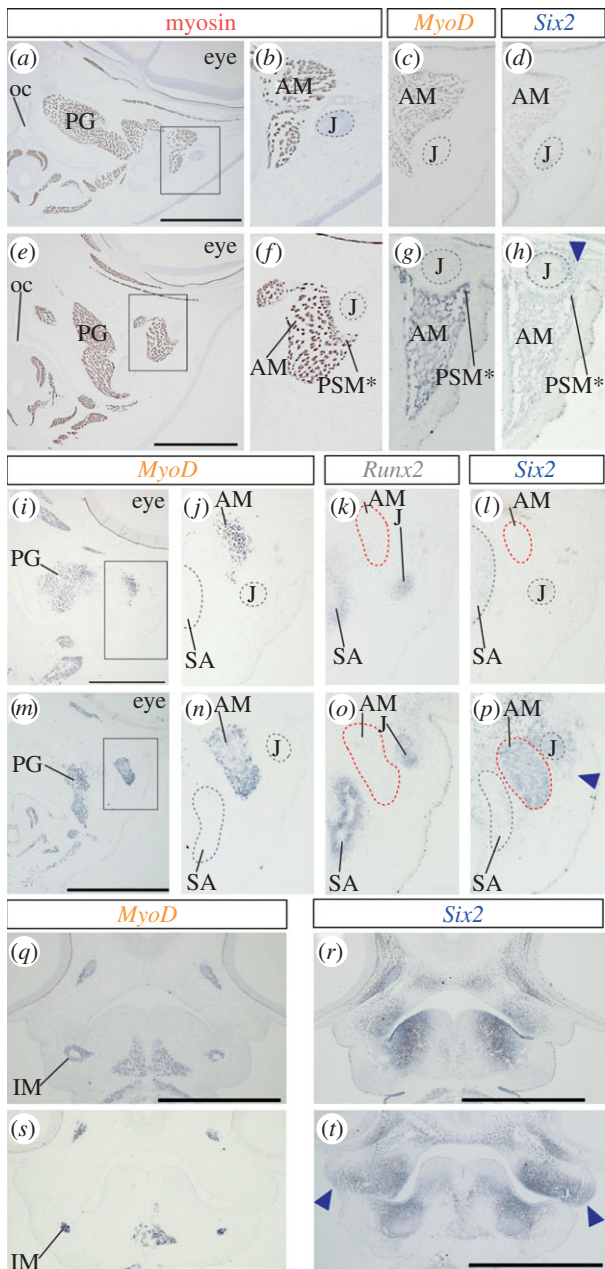 myosin MyoD Six2
(a) eye oc PG
(b) AM J
(c) AM J
(d) AM J
(e) eye oc PG
(f) J AM PSM*
(g) J AM PSM*
(h) J AM PSM*
MyoD Runx2 Six2
(i) eye PG
(j) AM J SA
(k) AM J SA
(l) AM J
(m) eye PG
(n) AM J SA
(o) AM J SA
(p) AM J SA
MyoD Six2
(q) IM
(r)
(s) IM
(t)